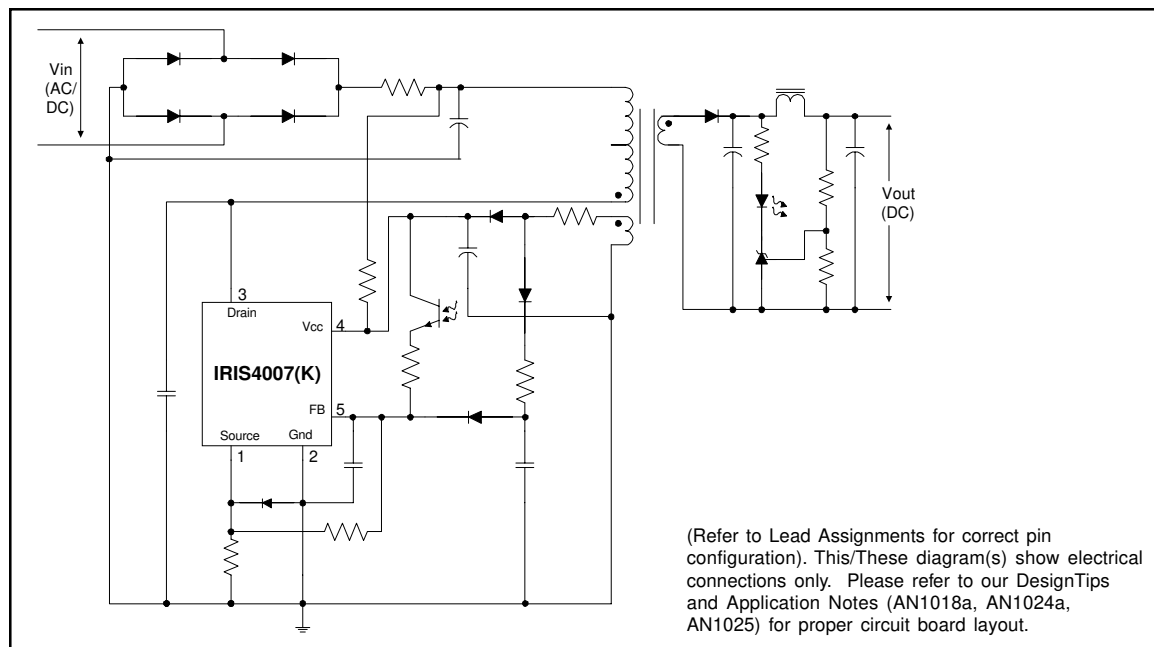 Vin
(AC/
DC)
Vout
(DC)
3
Drain
Vcc 4
IRIS4007(K)
FB 5
Source Gnd
1 2
(Refer to Lead Assignments for correct pin
configuration). This/These diagram(s) show electrical
connections only. Please refer to our DesignTips
and Application Notes (AN1018a, AN1024a,
AN1025) for proper circuit board layout.